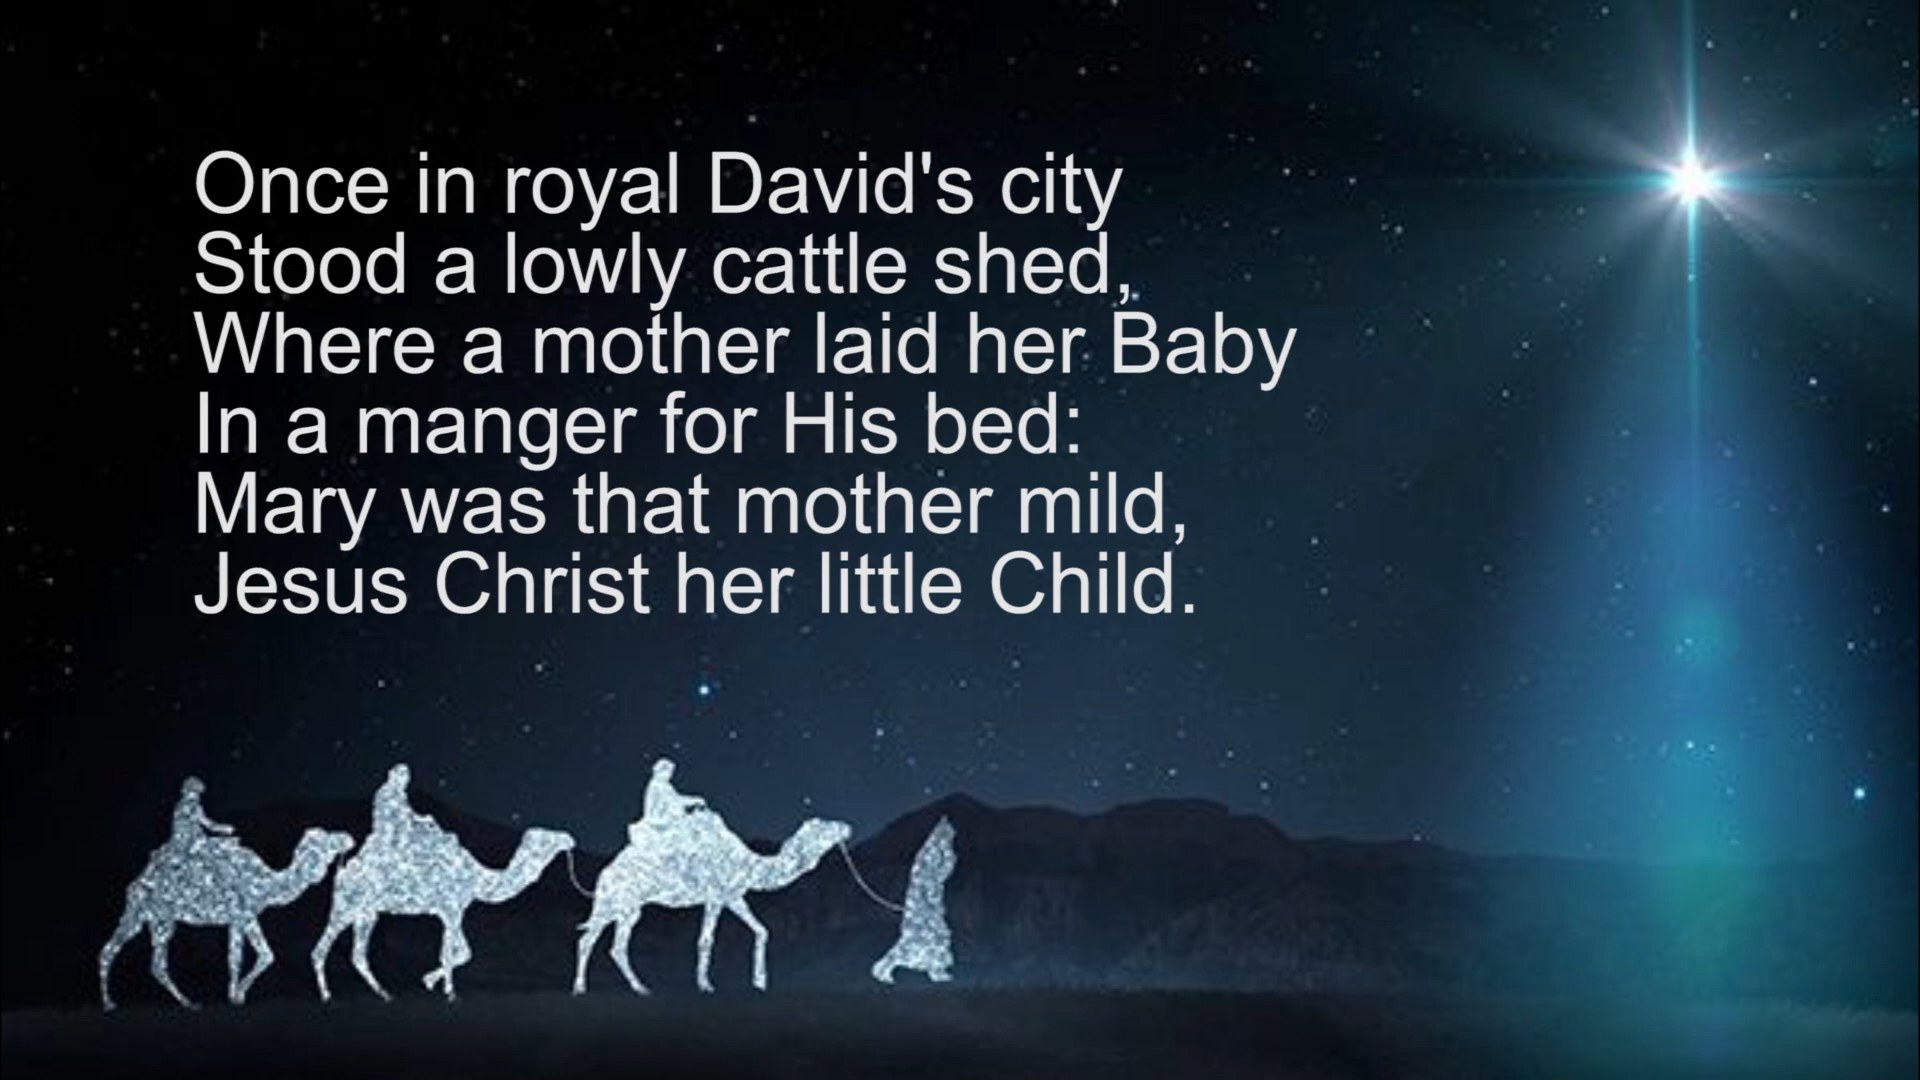 Once in royal David's city
Stood a lowly cattle shed,
Where a mother laid her Baby
In a manger for His bed:
Mary was that mother mild,
Jesus Christ her little Child.